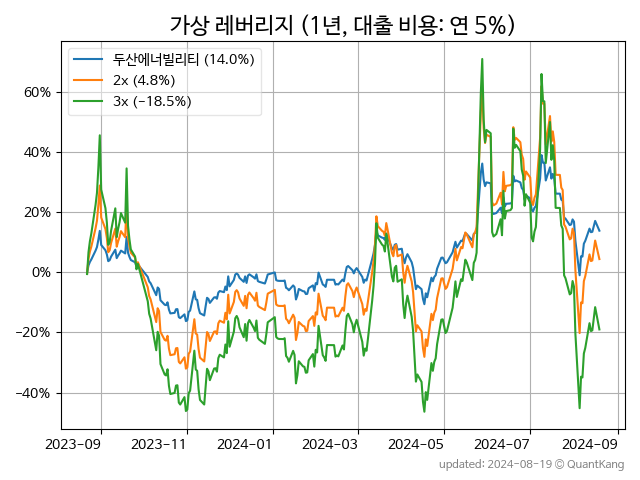 가상 레버리지 (1년, 대출 비용: 연 5%)
두산에너빌리티 (14.0%)
2x (4.8%)
3x (−18.5%)
60%
40%
20%
0%
−20%
−40%
2023-09
2023-11
2024-01
2024-03
2024-05
2024-07
2024-09
updated: 2024-08-19 © QuantKang